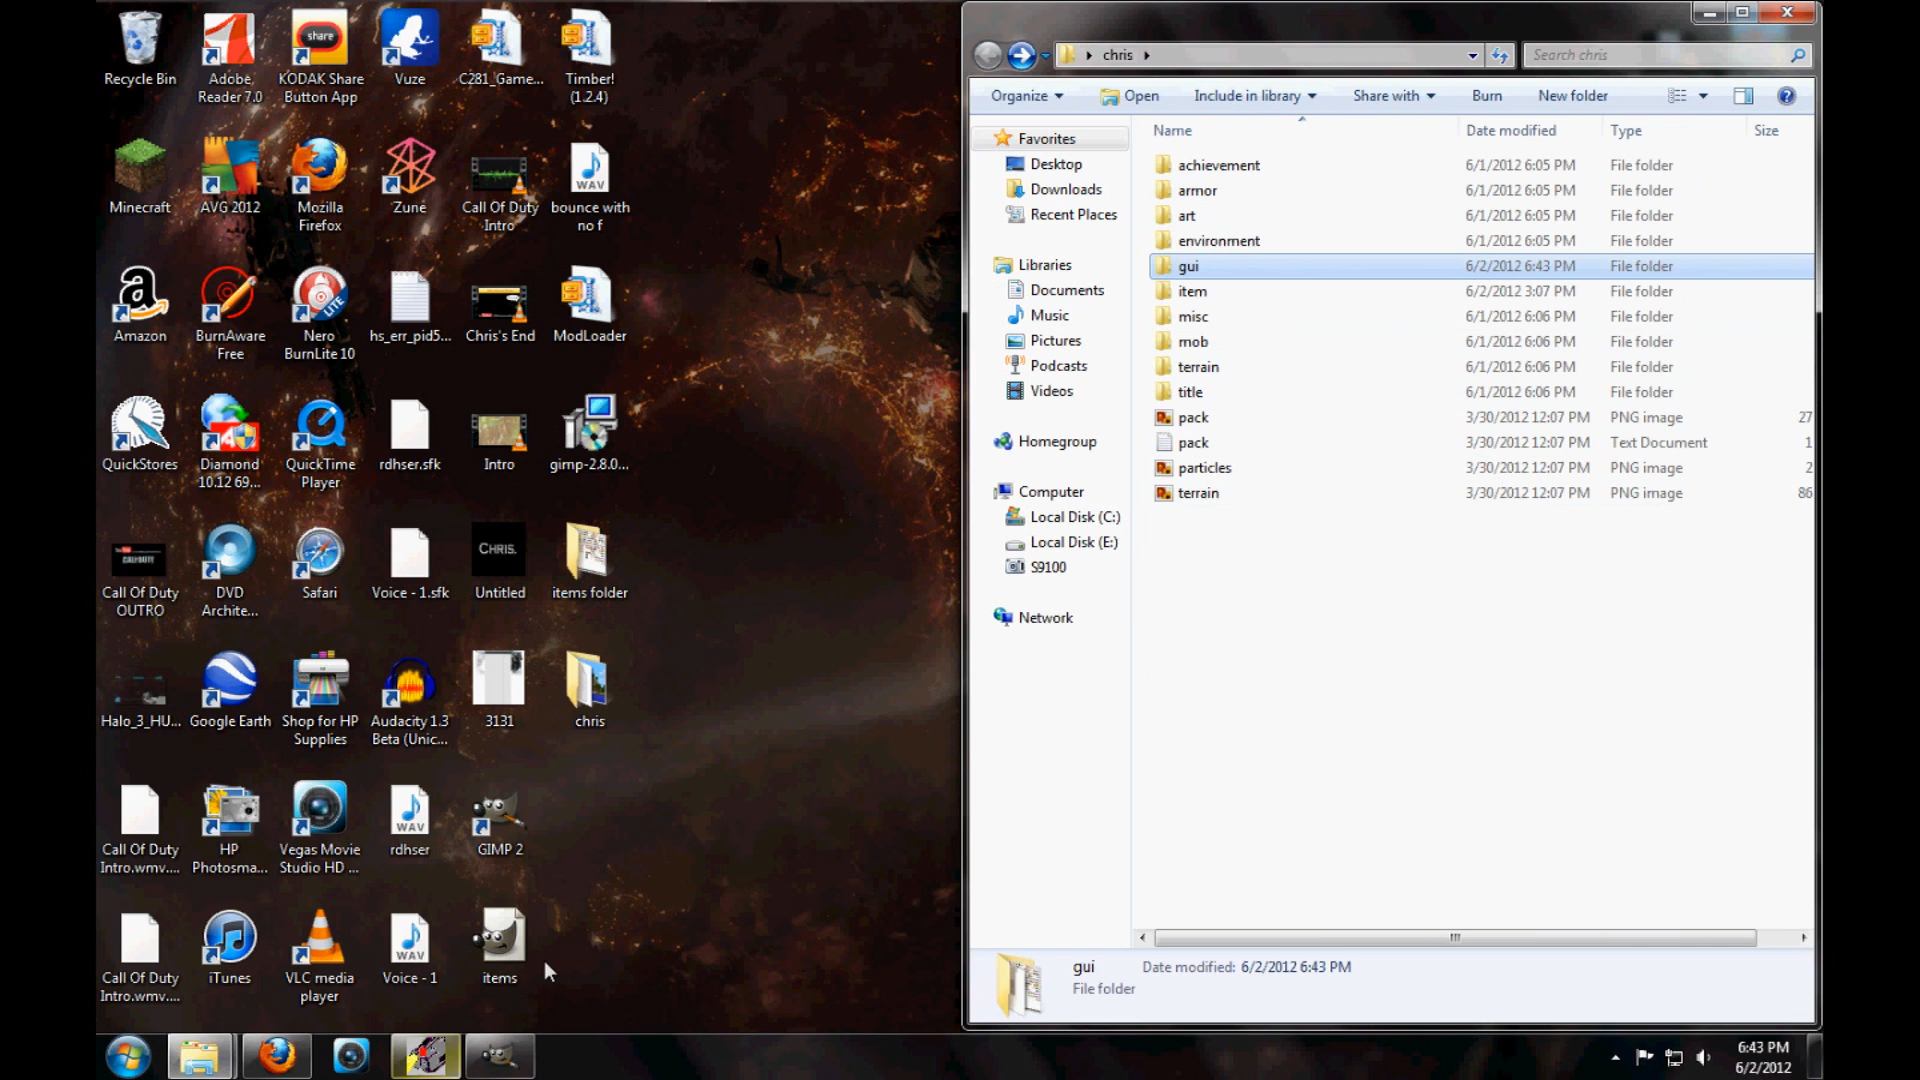 Recycle Bin
Adobe
Reader 7.0
share
KODAK Share
Button App
Vuze
C281_Game...
Timber!
(1.2.4)
Minecraft
AVG 2012
Mozilla
Firefox
Zune
Call Of Duty
Intro
WAV
bounce with
no f
Amazon
BurnAware
Free
LITE
Nero
BurnLite 10
hs_err_pid5...
Chris's End
ModLoader
QuickStores
Diamond
10.12 69...
QuickTime
Player
rdhser.sfk
Intro
gimp-2.8.0...
Call Of Duty
OUTRO
DVD
Archite...
Safari
Voice - 1.sfk
CHRIS.
Untitled
items folder
Halo_3_HU...
Google Earth
Shop for HP
Supplies
Audacity 1.3
Beta (Unic...
3131
chris
Call Of Duty
Intro.wmv....
HP
Photosma...
Vegas Movie
Studio HD ...
WAV
rdhser
GIMP 2
Call Of Duty
Intro.wmv....
iTunes
VLC media
player
WAV
Voice - 1
items
chris
Search chris
Organize
Open
Include in library
Share with
Burn
New folder
Favorites
Desktop
Downloads
Recent Places
Libraries
Documents
Music
Pictures
Podcasts
Videos
Homegroup
Computer
Local Disk (C:)
Local Disk (E:)
S9100
Network
Name Date modified Type Size
achievement 6/1/2012 6:05 PM File folder
armor 6/1/2012 6:05 PM File folder
art 6/1/2012 6:05 PM File folder
environment 6/1/2012 6:05 PM File folder
gui 6/2/2012 6:43 PM File folder
item 6/2/2012 3:07 PM File folder
misc 6/1/2012 6:06 PM File folder
mob 6/1/2012 6:06 PM File folder
terrain 6/1/2012 6:06 PM File folder
title 6/1/2012 6:06 PM File folder
pack 3/30/2012 12:07 PM PNG image 27
pack 3/30/2012 12:07 PM Text Document 1
particles 3/30/2012 12:07 PM PNG image 2
terrain 3/30/2012 12:07 PM PNG image 86
gui Date modified: 6/2/2012 6:43 PM
File folder
6:43 PM
6/2/2012